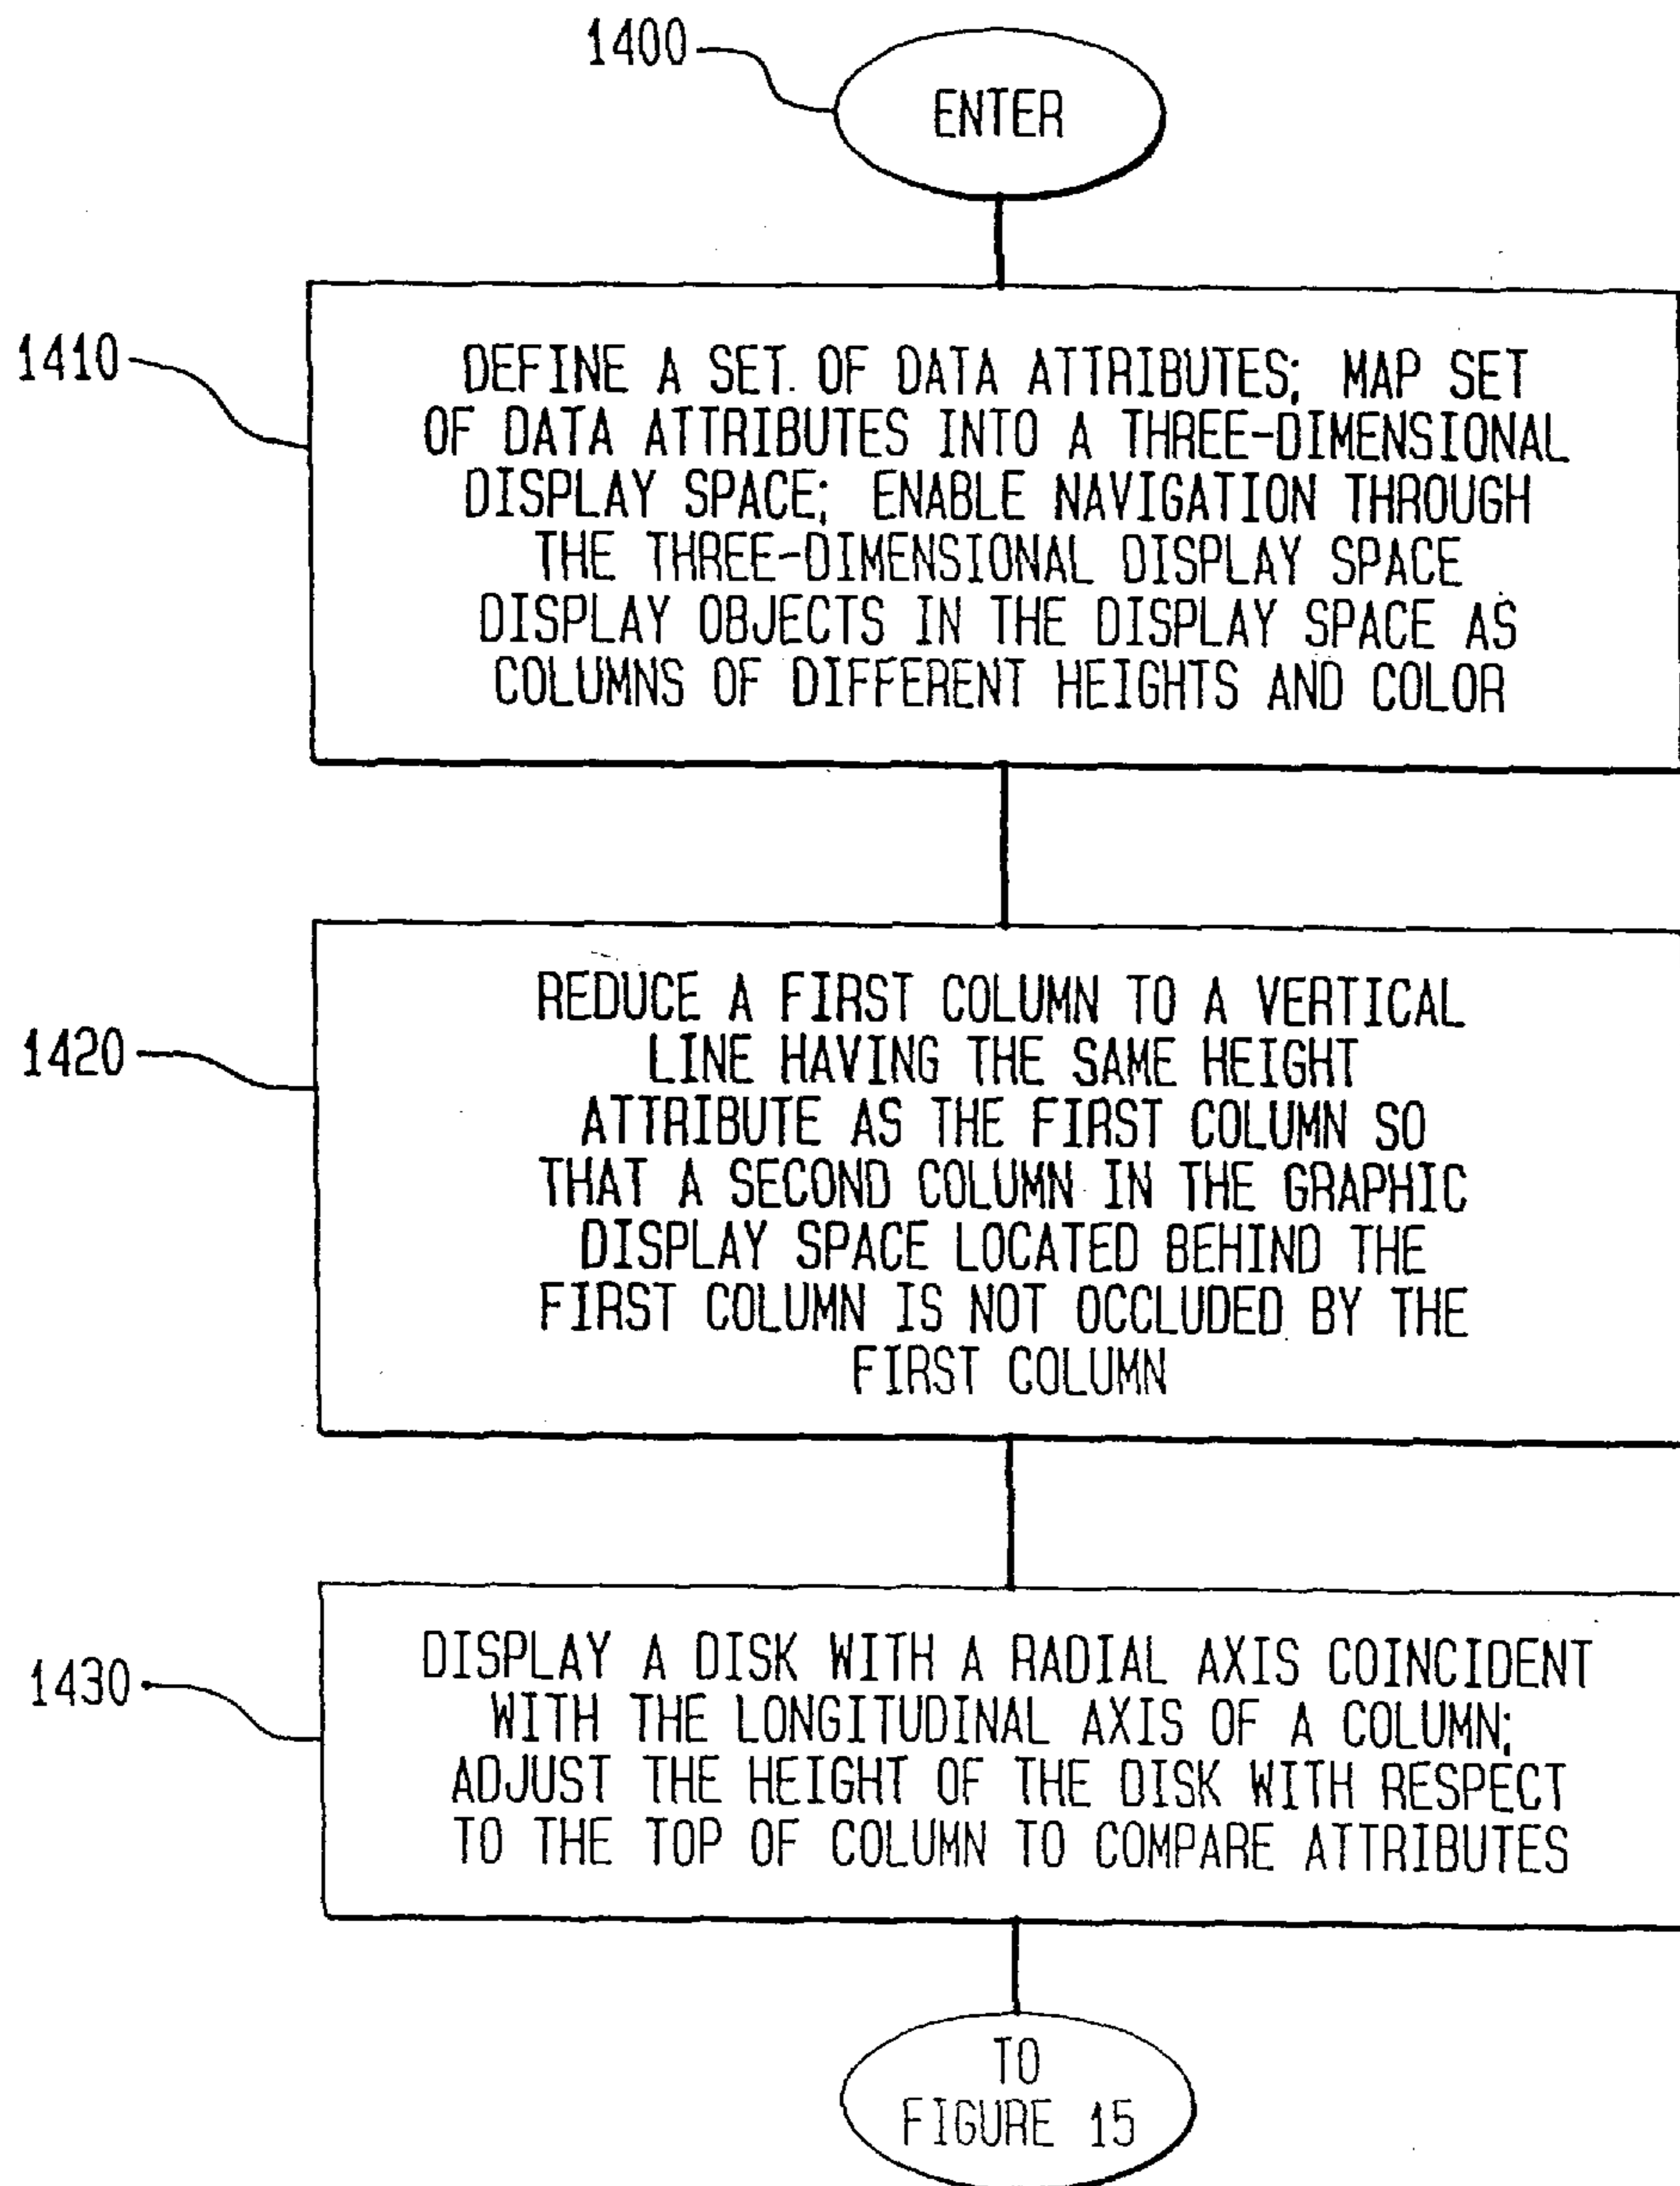 1400
ENTER
1410
DEFINE A SET OF DATA ATTRIBUTES; MAP SET
OF DATA ATTRIBUTES INTO A THREE-DIMENSIONAL
DISPLAY SPACE; ENABLE NAVIGATION THROUGH
THE THREE-DIMENSIONAL DISPLAY SPACE
DISPLAY OBJECTS IN THE DISPLAY SPACE AS
COLUMNS OF DIFFERENT HEIGHTS AND COLOR
1420
REDUCE A FIRST COLUMN TO A VERTICAL
LINE HAVING THE SAME HEIGHT
ATTRIBUTE AS THE FIRST COLUMN SO
THAT A SECOND COLUMN IN THE GRAPHIC
DISPLAY SPACE LOCATED BEHIND THE
FIRST COLUMN IS NOT OCCLUDED BY THE
FIRST COLUMN
1430
DISPLAY A DISK WITH A RADIAL AXIS COINCIDENT
WITH THE LONGITUDINAL AXIS OF A COLUMN;
ADJUST THE HEIGHT OF THE DISK WITH RESPECT
TO THE TOP OF COLUMN TO COMPARE ATTRIBUTES
TO
FIGURE 15